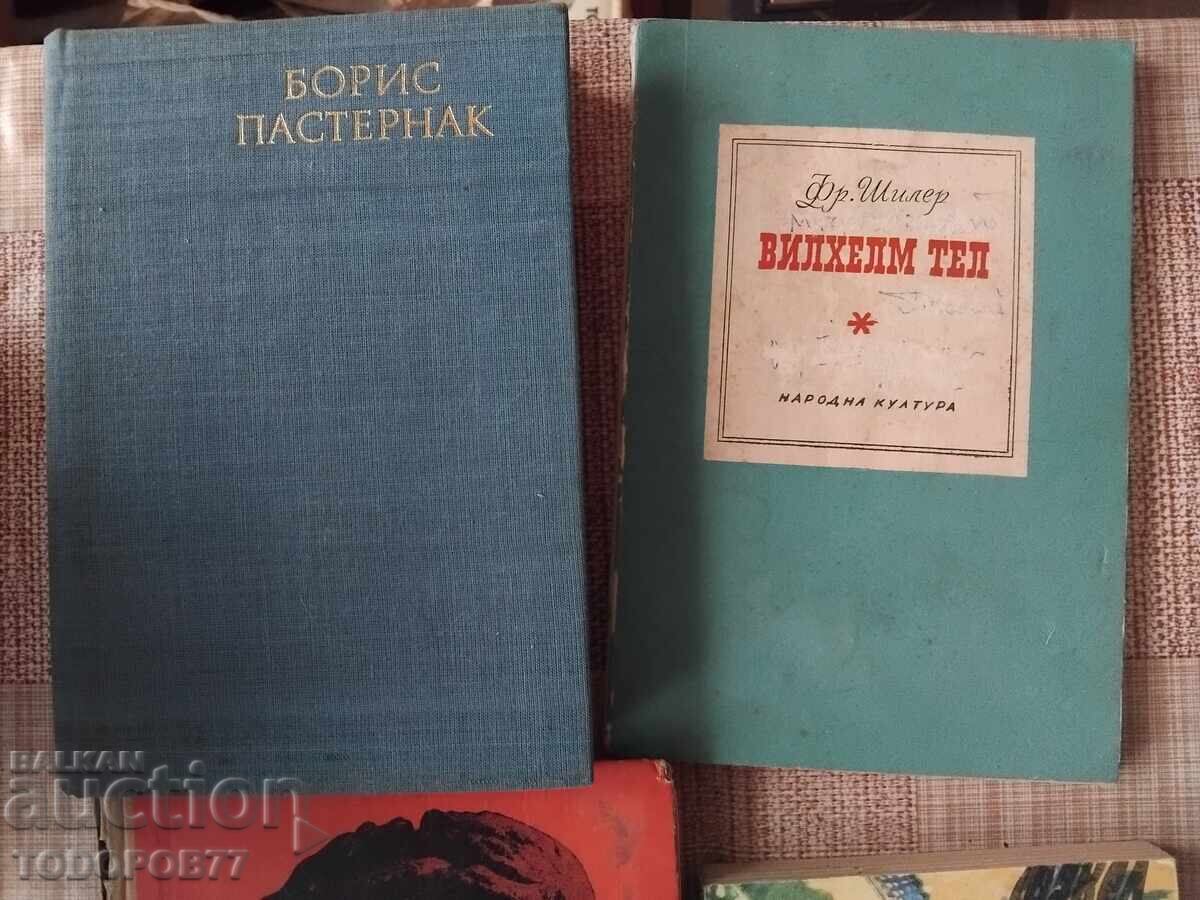 БОРИС
ПАСТЕРНАК
Фр. Шилер
ВИЛХЕЛМ ТЕЛ
НАРОДНА КУЛТУРА
BALKAN
auction
TODOROB77